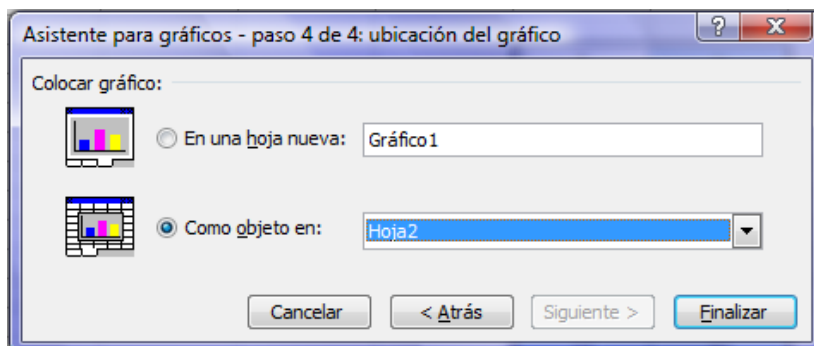 Asistente para gráficos - paso 4 de 4: ubicación del gráfico
Colocar gráfico:
En una hoja nueva: Gráfico1
Como objeto en: Hoja2
Cancelar < Atrás Siguiente > Finalizar